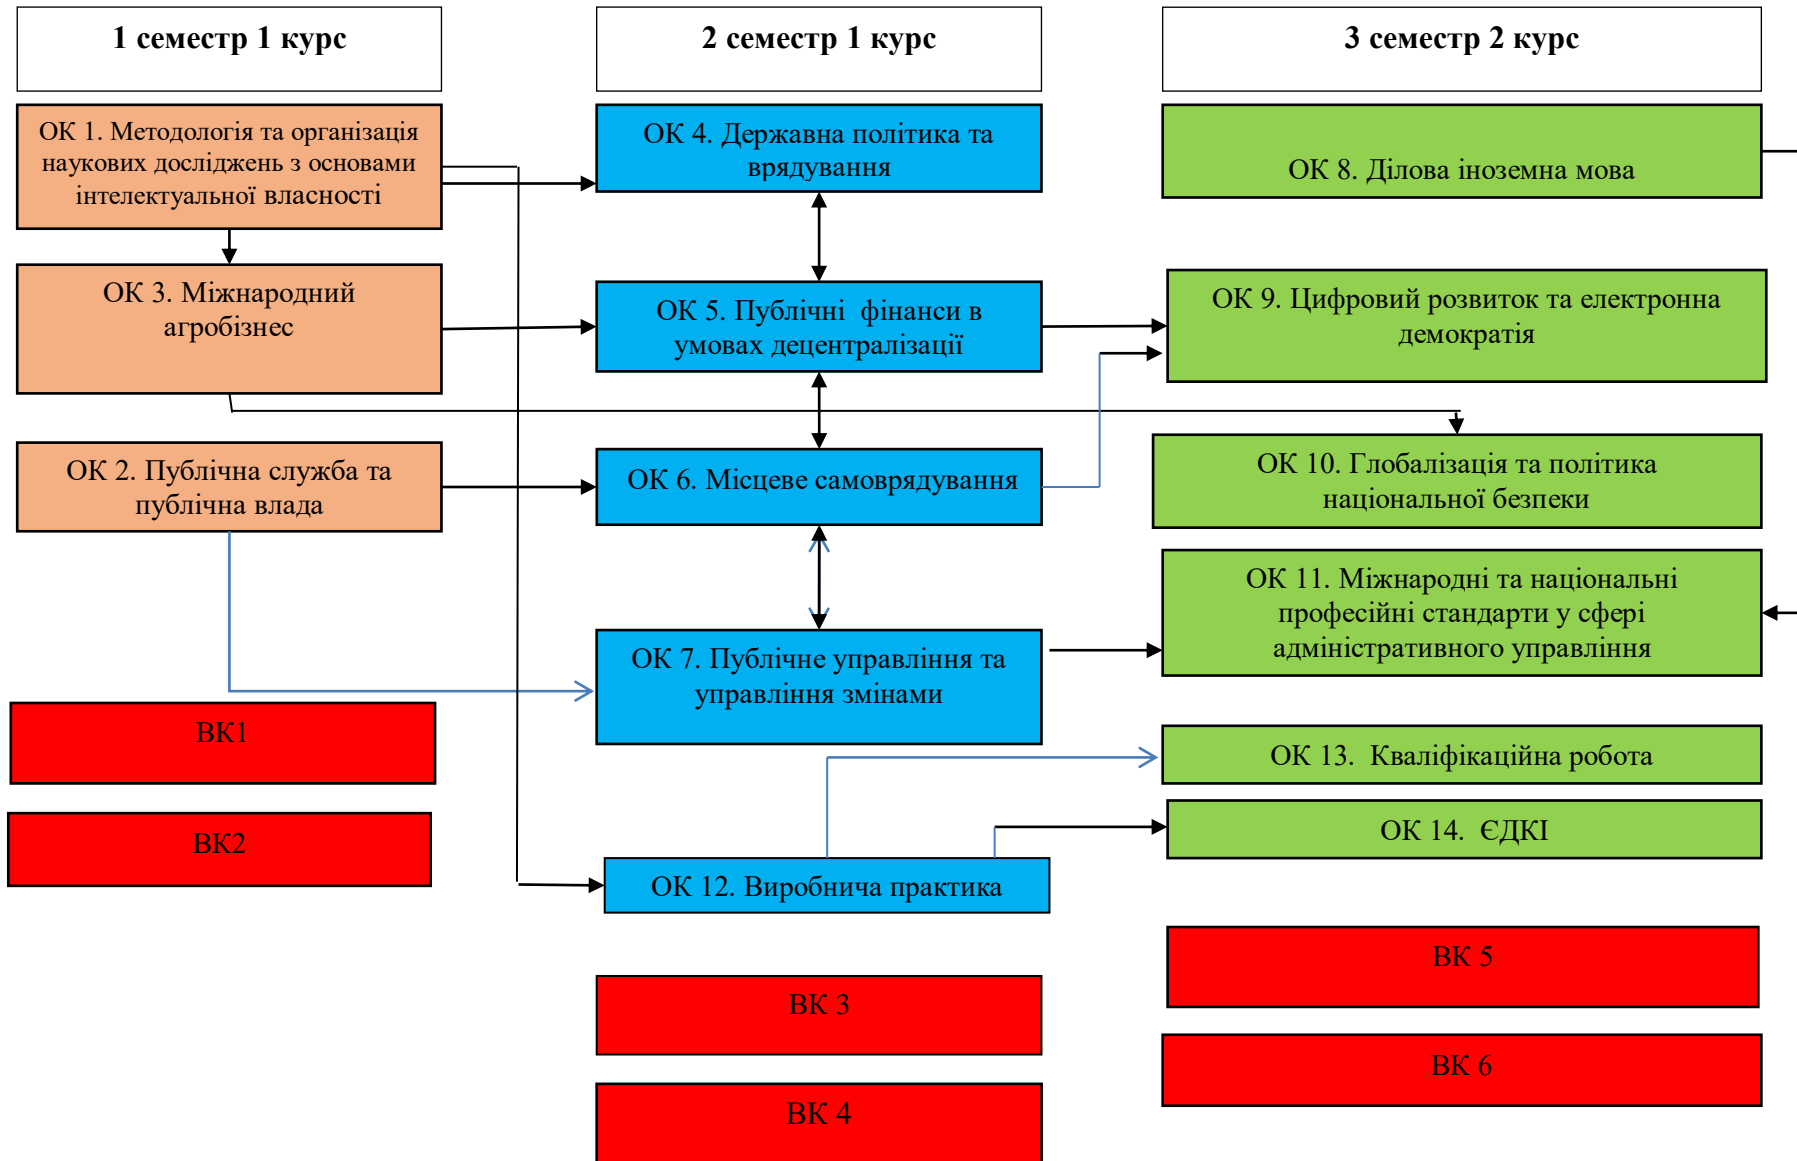 1 семестр 1 курс
2 семестр 1 курс
3 семестр 2 курс
ОК 1. Методологія та організація
наукових досліджень з основами
інтелектуальної власності
ОК 3. Міжнародний
агробізнес
ОК 2. Публічна служба та
публічна влада
ВК1
ВК2
ОК 4. Державна політика та
врядування
ОК 5. Публічні  фінанси в
умовах децентралізації
ОК 6. Місцеве самоврядування
ОК 7. Публічне управління та
управління змінами
ОК 12. Виробнича практика
ВК 3
ВК 4
ОК 8. Ділова іноземна мова
ОК 9. Цифровий розвиток та електронна
демократія
ОК 10. Глобалізація та політика
національної безпеки
ОК 11. Міжнародні та національні
професійні стандарти у сфері
адміністративного управління
ОК 13.  Кваліфікаційна робота
ОК 14.  ЄДКІ
ВК 5
ВК 6